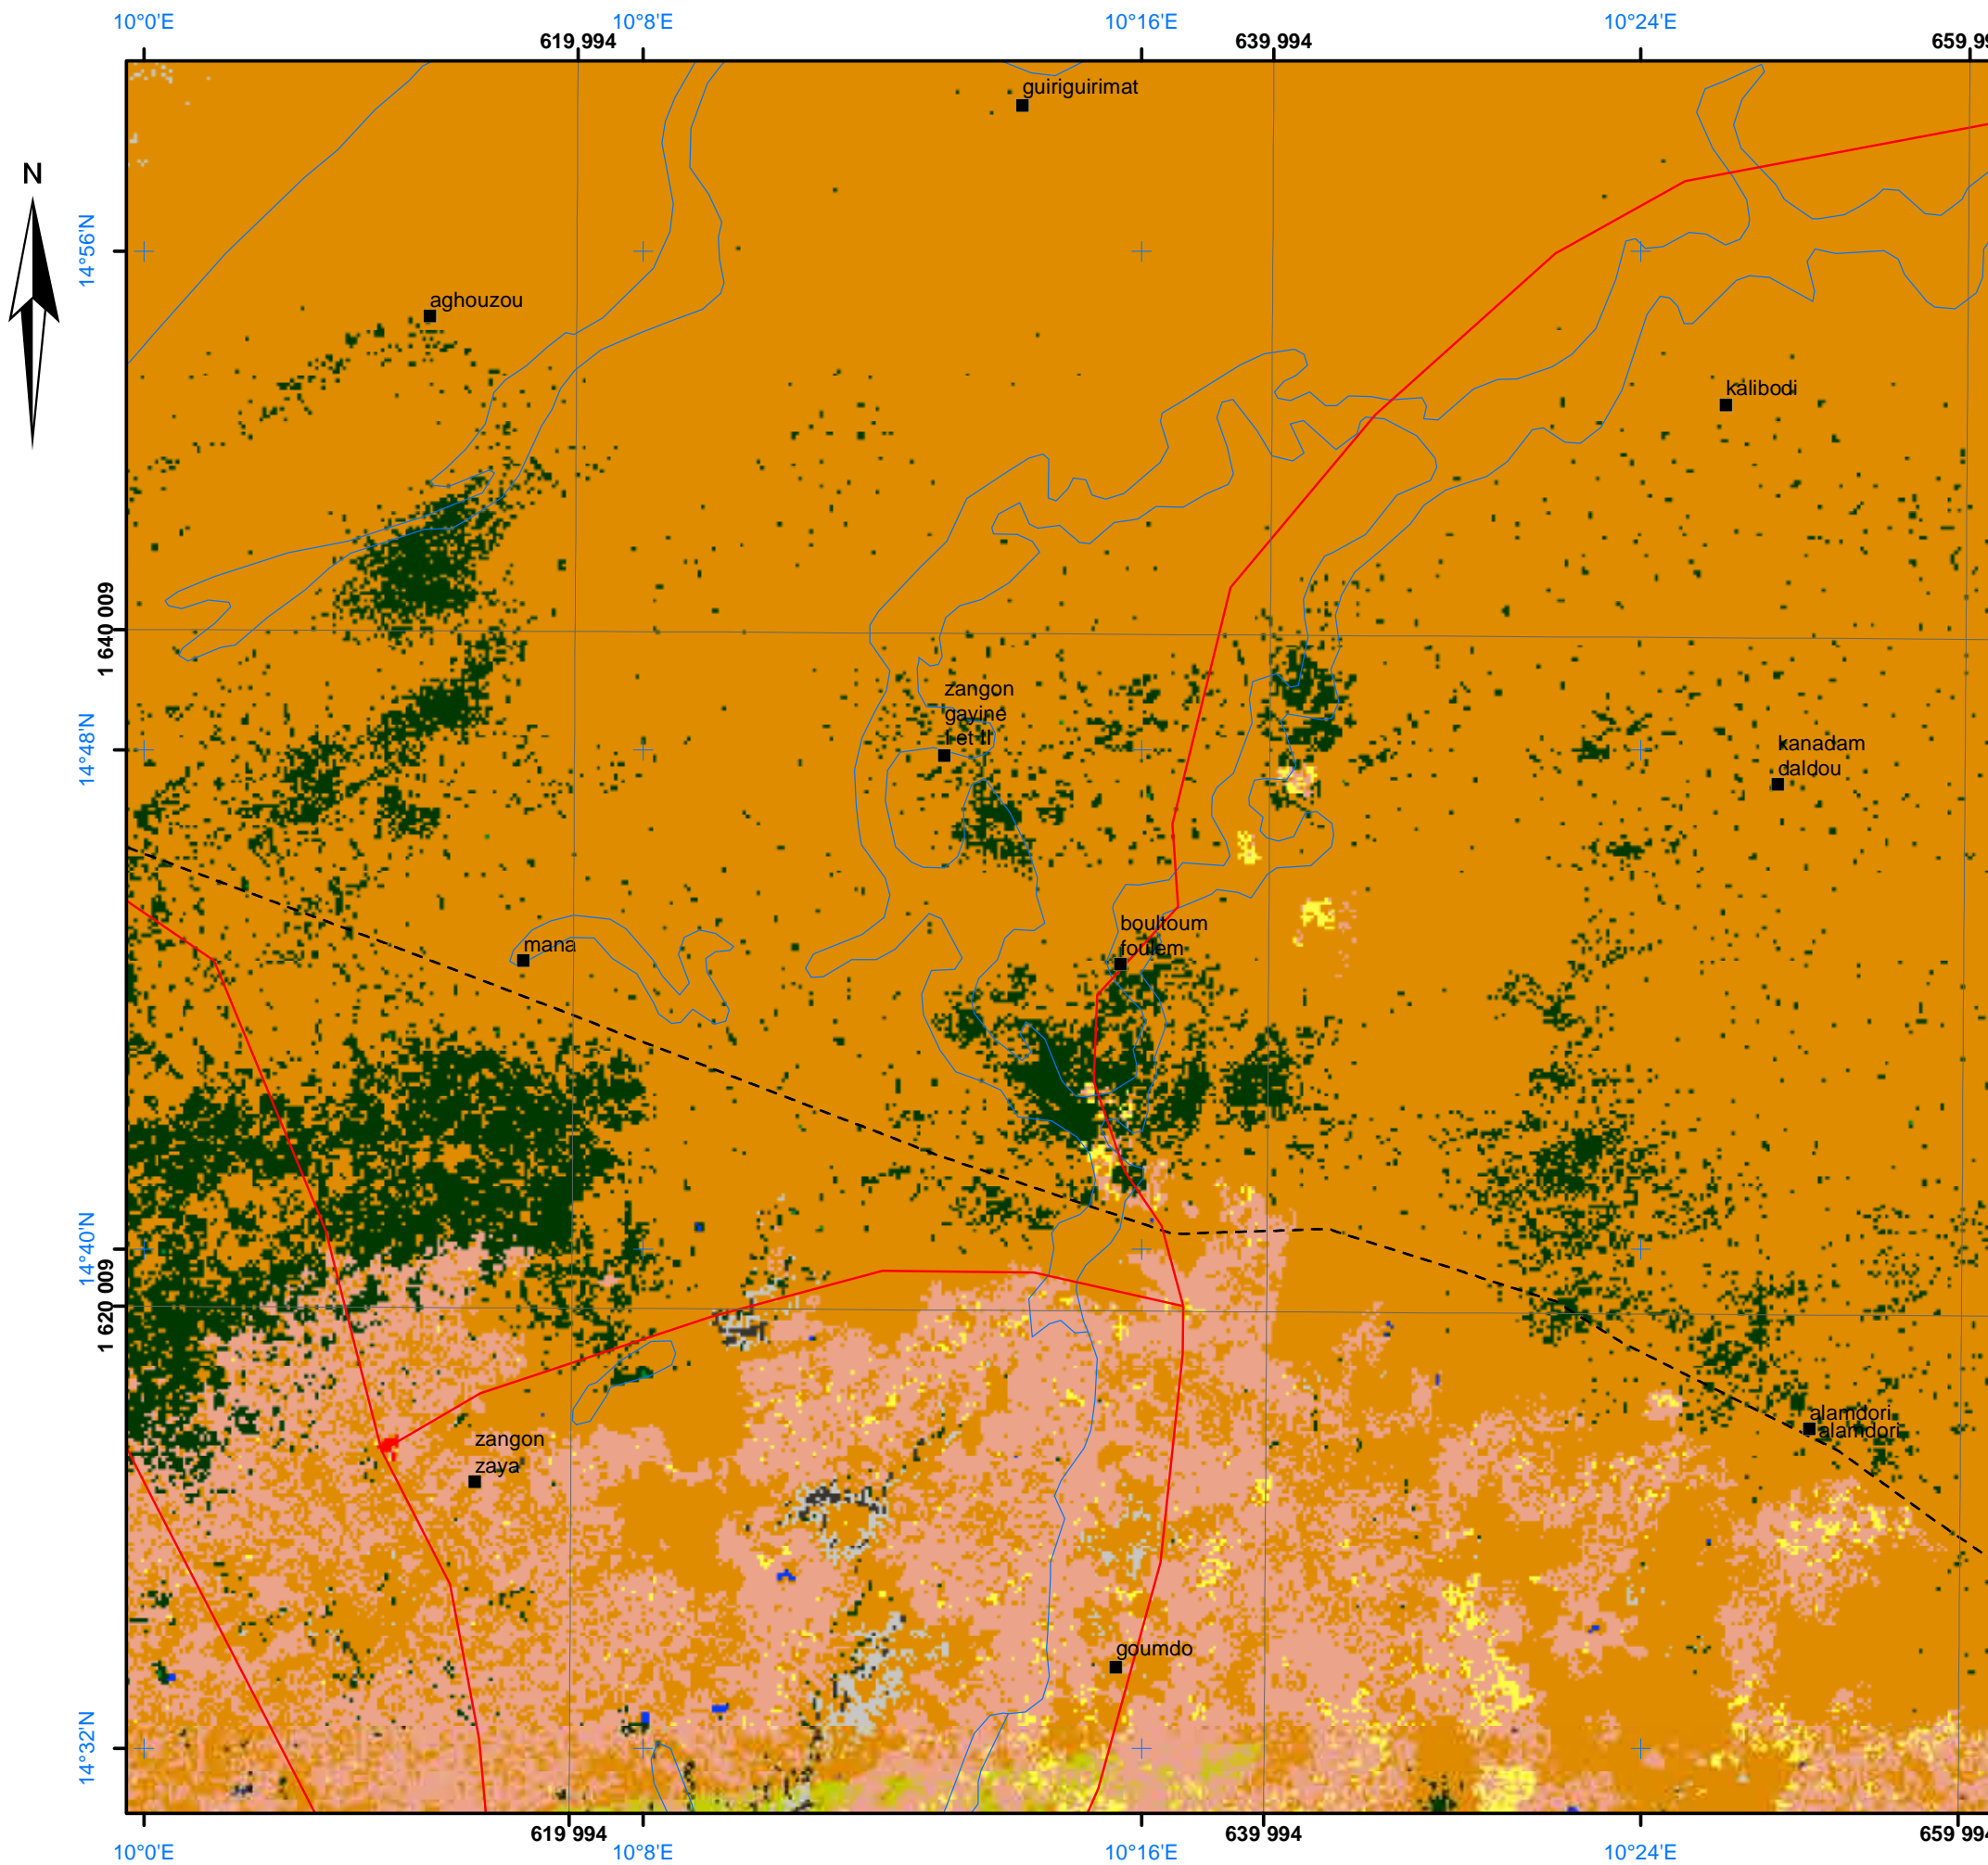 10°0'E 10°8'E 10°16'E 10°24'E
619 994 639 994
N
guiriguirimat
14°56'N
aghouzou
kalibodi
1 640 009
zangon
gavine
I et II
14°48'N
kanadam
daldou
boultoum
foulem
mana
14°40'N
1 620 009
alamdori
alamdori
zangon
zaya
goumdo
14°32'N
619 994 639 994 659 994
10°0'E 10°8'E 10°16'E 10°24'E